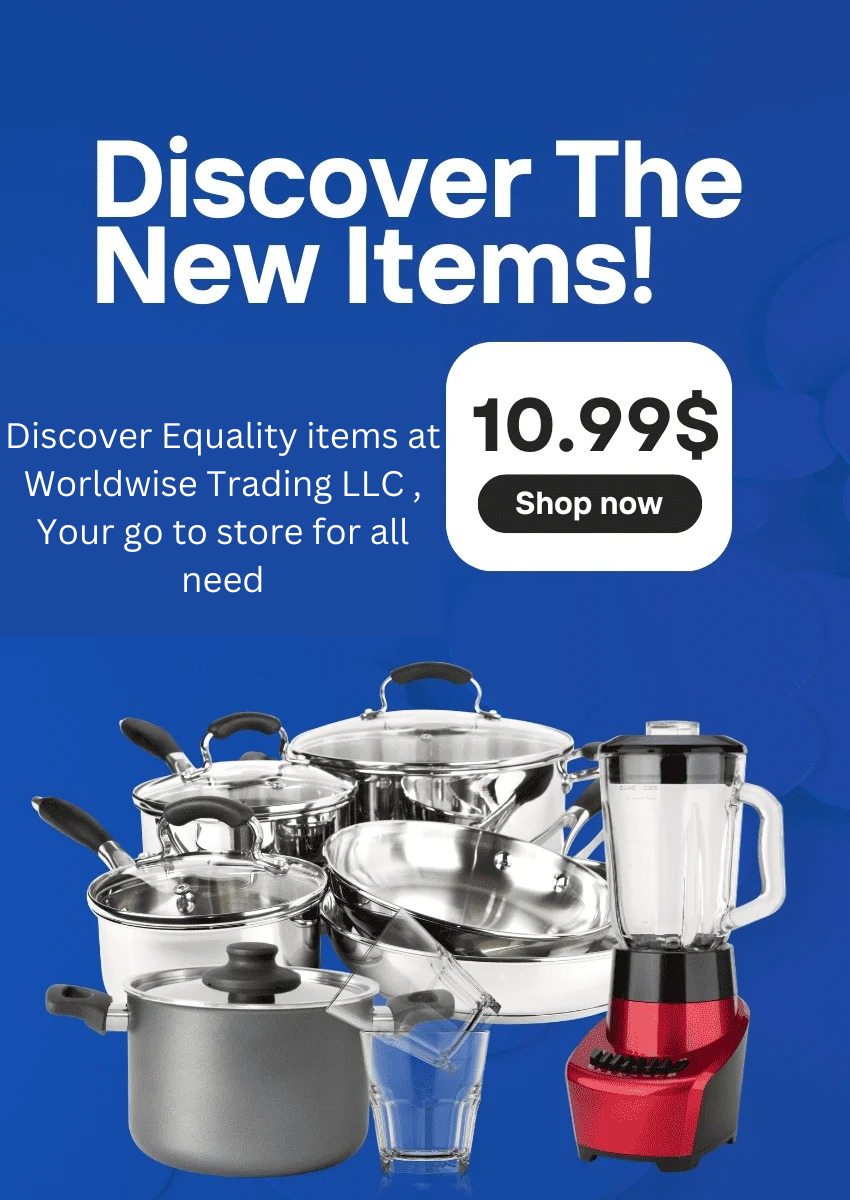 Discover The
New Items!
10.99$
Shop now
Discover Equality items at
Worldwise Trading LLC ,
Your go to store for all
need